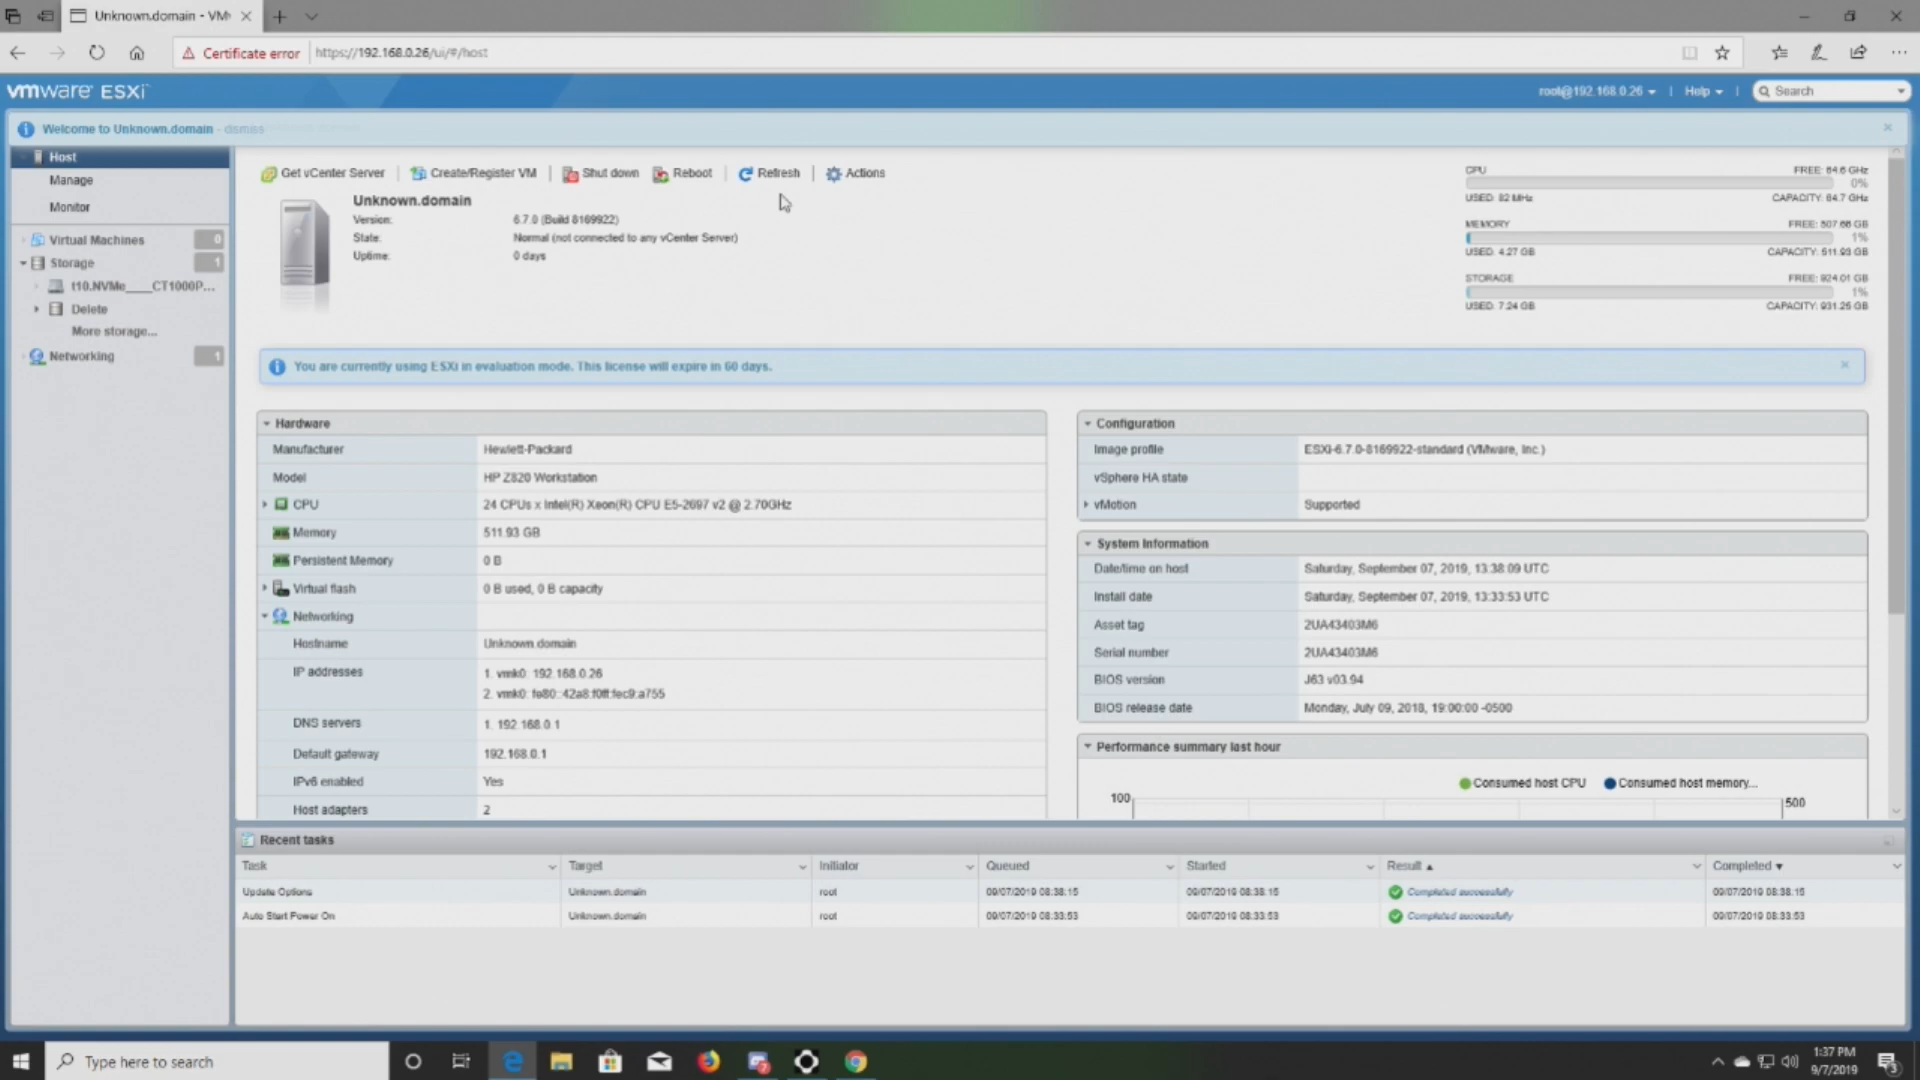 Unknown.domain - VM
Certificate error
https://192.168.0.26/ui/#/host
vmware ESXi
root@192.168.0.26
Help
Search
Welcome to Unknown.domain - dismiss
Host
Manage
Monitor
Virtual Machines 0
Storage 1
t10.NVMe____CT1000P...
Delete
More storage...
Networking 1
Get vCenter Server
Create/Register VM
Shut down
Reboot
Refresh
Actions
Unknown.domain
Version: 6.7.0 (Build 8169922)
State: Normal (not connected to any vCenter Server)
Uptime: 0 days
CPU FREE: 64.6 GHz
0%
USED: 82 MHz CAPACITY: 64.7 GHz
MEMORY FREE: 507.66 GB
1%
USED: 4.27 GB CAPACITY: 511.93 GB
STORAGE FREE: 924.01 GB
1%
USED: 7.24 GB CAPACITY: 931.25 GB
You are currently using ESXi in evaluation mode. This license will expire in 60 days.
Hardware
Manufacturer Hewlett-Packard
Model HP Z820 Workstation
CPU 24 CPUs x Intel(R) Xeon(R) CPU E5-2697 v2 @ 2.70GHz
Memory 511.93 GB
Persistent Memory 0 B
Virtual flash 0 B used, 0 B capacity
Networking
Hostname Unknown.domain
IP addresses 1. vmk0: 192.168.0.26
2. vmk0: fe80::42a8:f0ff:fec9:a755
DNS servers 1. 192.168.0.1
Default gateway 192.168.0.1
IPv6 enabled Yes
Host adapters 2
Configuration
Image profile ESXi-6.7.0-8169922-standard (VMware, Inc.)
vSphere HA state
vMotion Supported
System Information
Date/time on host Saturday, September 07, 2019, 13:38:09 UTC
Install date Saturday, September 07, 2019, 13:33:53 UTC
Asset tag 2UA43403M6
Serial number 2UA43403M6
BIOS version J63 v03.94
BIOS release date Monday, July 09, 2018, 19:00:00 -0500
Performance summary last hour
Consumed host CPU Consumed host memory...
100 500
Recent tasks
Task Target Initiator Queued Started Result Completed
Update Options Unknown.domain root 09/07/2019 08:38:15 09/07/2019 08:38:15 Completed successfully 09/07/2019 08:38:15
Auto Start Power On Unknown.domain root 09/07/2019 08:33:53 09/07/2019 08:33:53 Completed successfully 09/07/2019 08:33:53
Type here to search
1:37 PM
9/7/2019
3